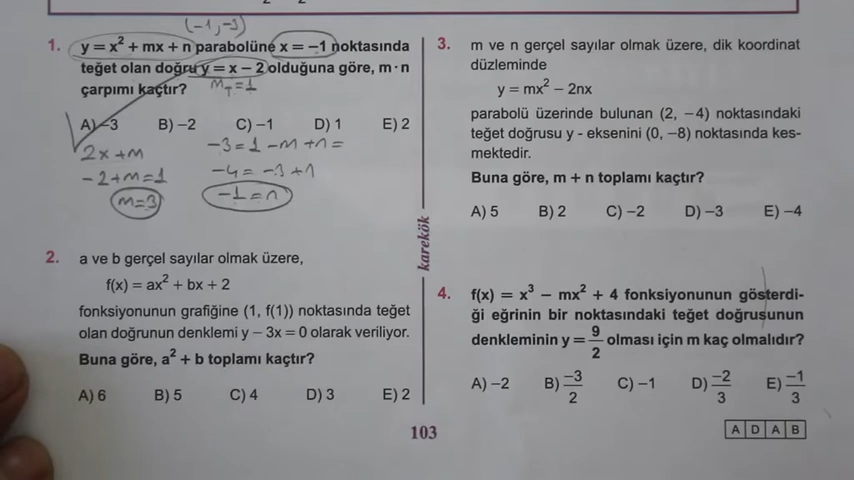 (-1,-3)
1. y = x² + mx + n parabolüne x = −1 noktasında
teğet olan doğru y = x − 2 olduğuna göre, m · n
çarpımı kaçtır?
m_T = 1
A) −3 B) −2 C) −1 D) 1 E) 2
2x+m
-2+m=1
m=3
-3=1-m+n=
-4=-3+n
-1=n
2. a ve b gerçel sayılar olmak üzere,
f(x) = ax² + bx + 2
fonksiyonunun grafiğine (1, f(1)) noktasında teğet
olan doğrunun denklemi y − 3x = 0 olarak veriliyor.
Buna göre, a² + b toplamı kaçtır?
A) 6 B) 5 C) 4 D) 3 E) 2
karekök
3. m ve n gerçel sayılar olmak üzere, dik koordinat
düzleminde
y = mx² − 2nx
parabolü üzerinde bulunan (2, −4) noktasındaki
teğet doğrusu y - eksenini (0, −8) noktasında kes-
mektedir.
Buna göre, m + n toplamı kaçtır?
A) 5 B) 2 C) −2 D) −3 E) −4
4. f(x) = x³ − mx² + 4 fonksiyonunun gösterdi-
ği eğrinin bir noktasındaki teğet doğrusunun
denkleminin y = 9/2 olması için m kaç olmalıdır?
A) −2 B) −3/2 C) −1 D) −2/3 E) −1/3
103
A D A B